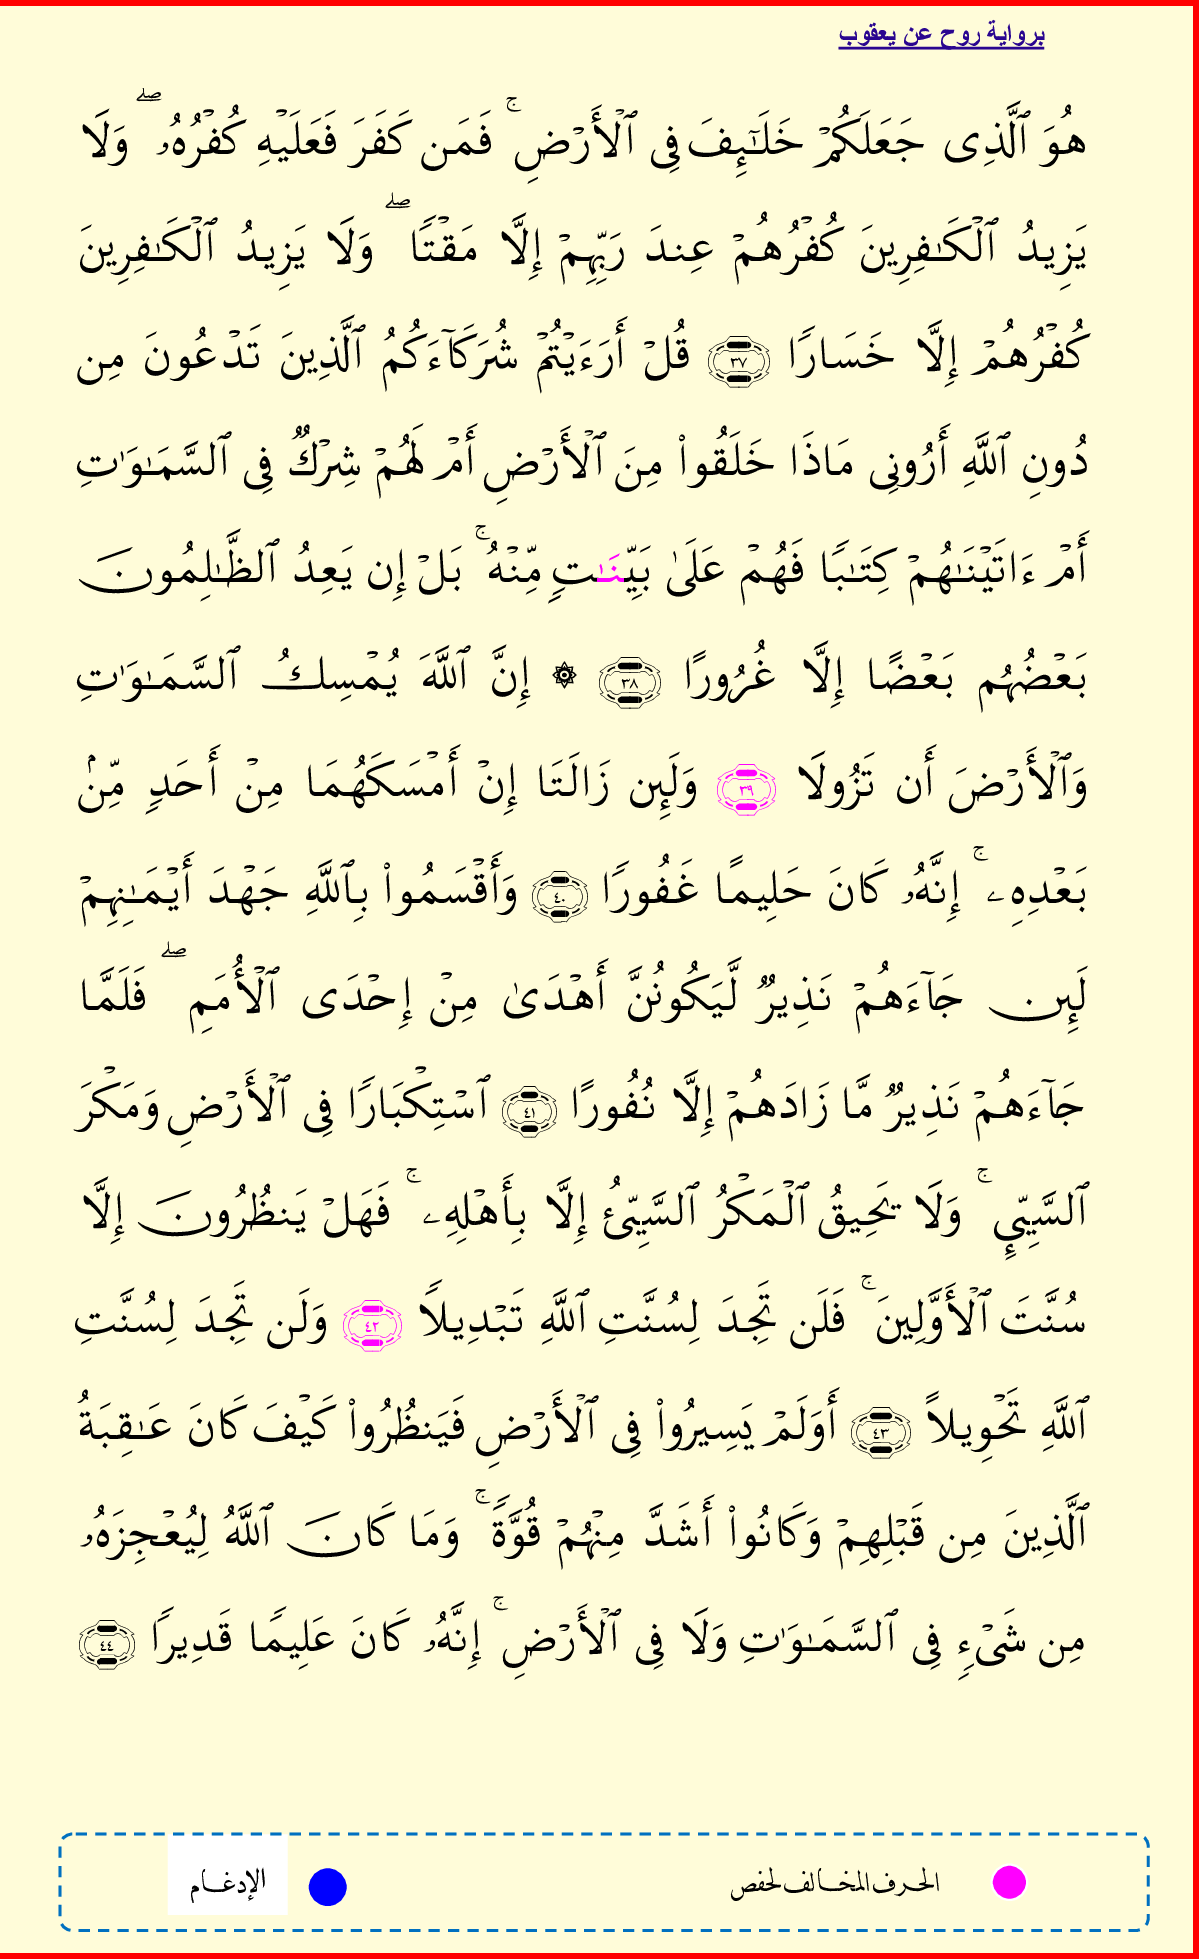 برواية روح عن يعقوب
هُوَ ٱلَّذِى جَعَلَكُمۡ خَلَـٰٓئِفَ فِى ٱلۡأَرۡضِۚ فَمَن كَفَرَ فَعَلَيۡهِ كُفۡرُهُۥۖ وَلَا
يَزِيدُ ٱلۡكَـٰفِرِينَ كُفۡرُهُمۡ عِندَ رَبِّهِمۡ إِلَّا مَقۡتًاۖ وَلَا يَزِيدُ ٱلۡكَـٰفِرِينَ
كُفۡرُهُمۡ إِلَّا خَسَارًا ٣٧ قُلۡ أَرَءَيۡتُمۡ شُرَكَآءَكُمُ ٱلَّذِينَ تَدۡعُونَ مِن
دُونِ ٱللَّهِ أَرُونِى مَاذَا خَلَقُوا۟ مِنَ ٱلۡأَرۡضِ أَمۡ لَهُمۡ شِرۡكٌ فِى ٱلسَّمَـٰوَٰتِ
أَمۡ ءَاتَيۡنَـٰهُمۡ كِتَـٰبًا فَهُمۡ عَلَىٰ بَيِّنَـٰتٍ مِّنۡهُۚ بَلۡ إِن يَعِدُ ٱلظَّـٰلِمُونَ
بَعۡضُهُم بَعۡضًا إِلَّا غُرُورًا ٣٨ ۞ إِنَّ ٱللَّهَ يُمۡسِكُ ٱلسَّمَـٰوَٰتِ
وَٱلۡأَرۡضَ أَن تَزُولَا ٣٩ وَلَئِن زَالَتَا إِنۡ أَمۡسَكَهُمَا مِنۡ أَحَدٍ مِّنۢ
بَعۡدِهِۦۚ إِنَّهُۥ كَانَ حَلِيمًا غَفُورًا ٤٠ وَأَقۡسَمُوا۟ بِٱللَّهِ جَهۡدَ أَيۡمَـٰنِهِمۡ
لَئِن جَآءَهُمۡ نَذِيرٌ لَّيَكُونُنَّ أَهۡدَىٰ مِنۡ إِحۡدَى ٱلۡأُمَمِۖ فَلَمَّا
جَآءَهُمۡ نَذِيرٌ مَّا زَادَهُمۡ إِلَّا نُفُورًا ٤١ ٱسۡتِكۡبَارًا فِى ٱلۡأَرۡضِ وَمَكۡرَ
ٱلسَّيِّئِۚ وَلَا يَحِيقُ ٱلۡمَكۡرُ ٱلسَّيِّئُ إِلَّا بِأَهۡلِهِۦۚ فَهَلۡ يَنظُرُونَ إِلَّا
سُنَّتَ ٱلۡأَوَّلِينَۚ فَلَن تَجِدَ لِسُنَّتِ ٱللَّهِ تَبۡدِيلًا ٤٢ وَلَن تَجِدَ لِسُنَّتِ
ٱللَّهِ تَحۡوِيلًا ٤٣ أَوَلَمۡ يَسِيرُوا۟ فِى ٱلۡأَرۡضِ فَيَنظُرُوا۟ كَيۡفَ كَانَ عَـٰقِبَةُ
ٱلَّذِينَ مِن قَبۡلِهِمۡ وَكَانُوا۟ أَشَدَّ مِنۡهُمۡ قُوَّةًۚ وَمَا كَانَ ٱللَّهُ لِيُعۡجِزَهُۥ
مِن شَىۡءٍ فِى ٱلسَّمَـٰوَٰتِ وَلَا فِى ٱلۡأَرۡضِۚ إِنَّهُۥ كَانَ عَلِيمًا قَدِيرًا ٤٤
الحرف المخالف لحفص
الإدغام